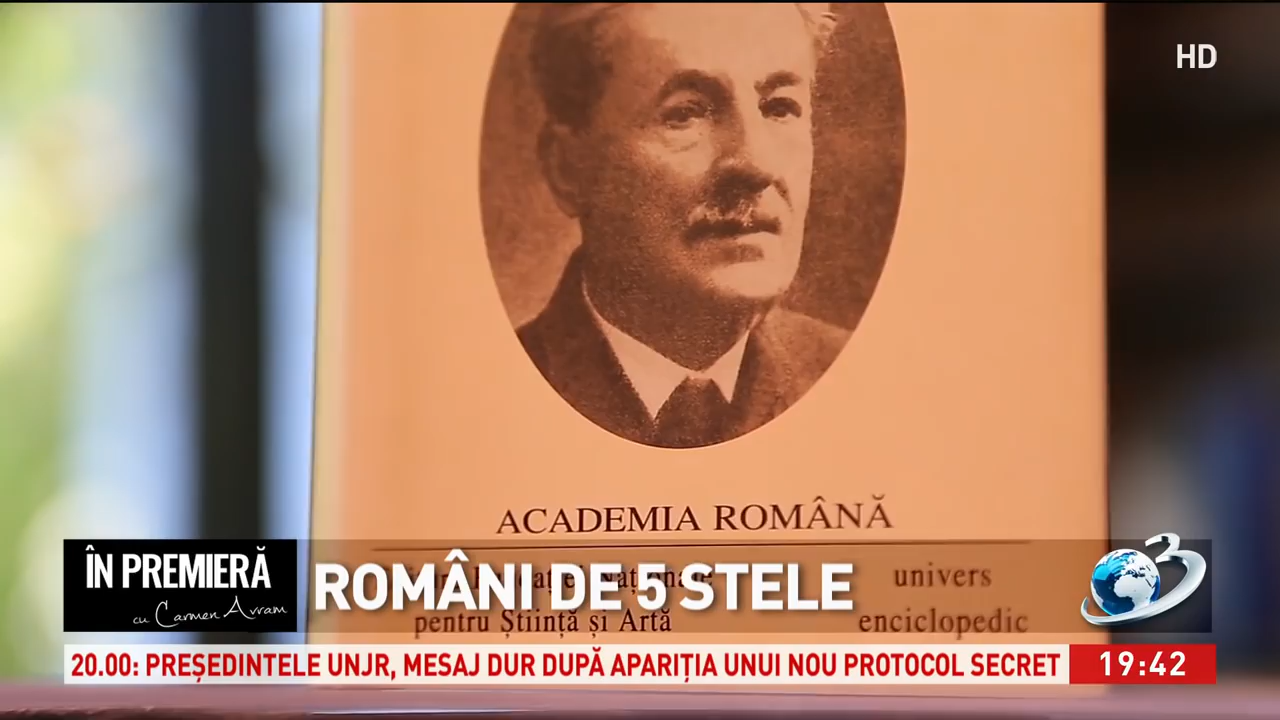 HD
ACADEMIA ROMÂNĂ
univers
pentru Știință și Artă
enciclopedic
ÎN PREMIERĂ
cu Carmen Avram
ROMÂNI DE 5 STELE
3
20.00: PREȘEDINTELE UNJR, MESAJ DUR DUPĂ APARIȚIA UNUI NOU PROTOCOL SECRET
19:42